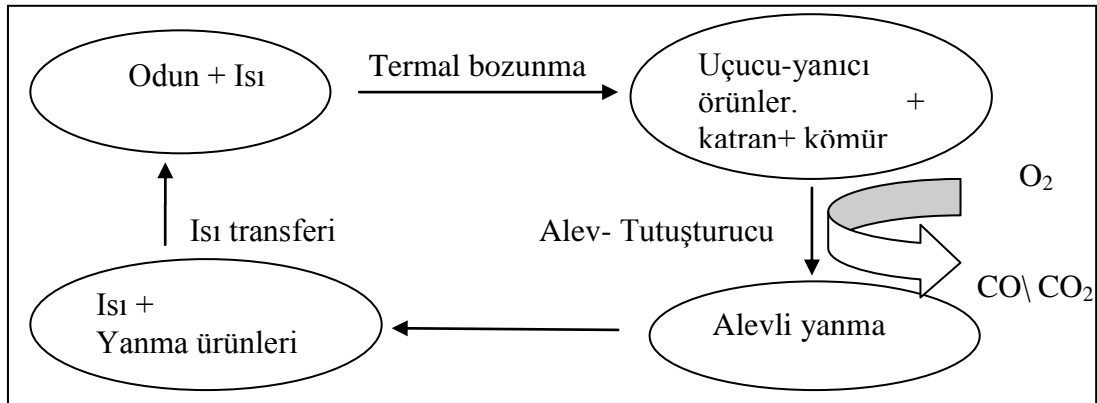 Odun + Isı
Termal bozunma
Uçucu-yanıcı
örünler. +
katran+ kömür
O₂
Isı transferi
Alev- Tutuşturucu
CO\ CO₂
Isı +
Yanma ürünleri
Alevli yanma